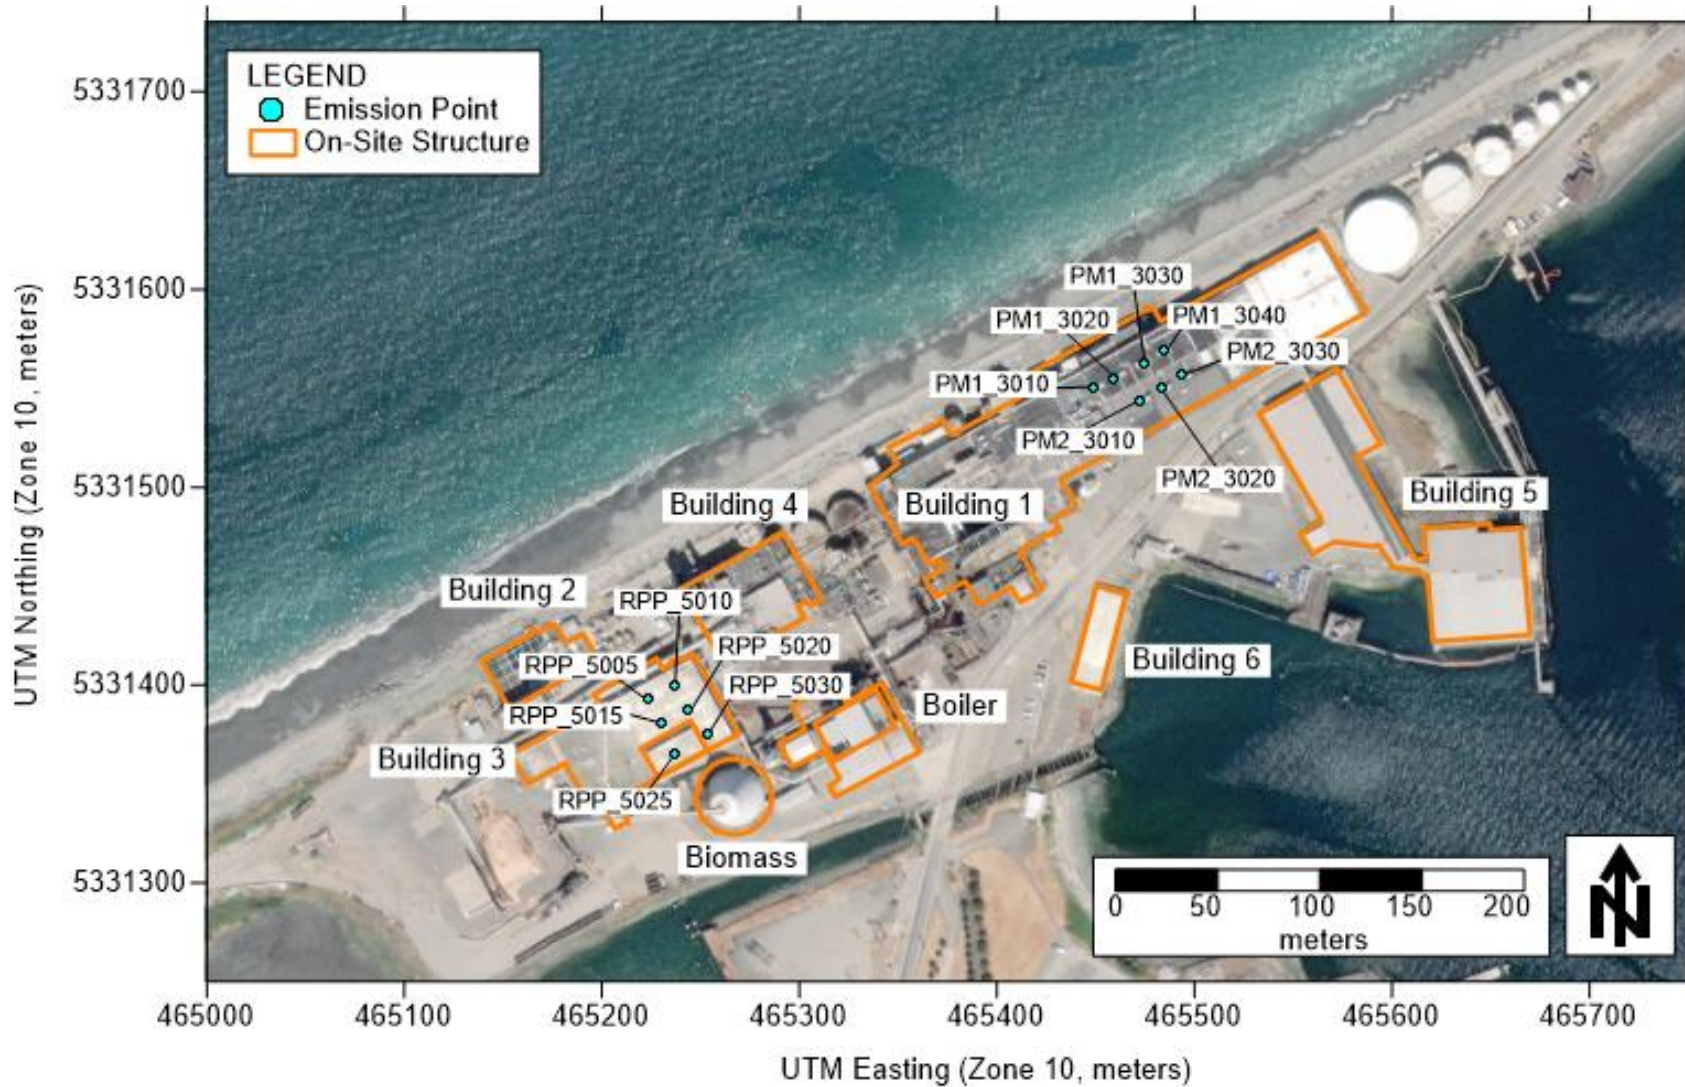 LEGEND
Emission Point
On-Site Structure
5331700
5331600
5331500
5331400
5331300
UTM Northing (Zone 10, meters)
PM1_3030
PM1_3020
PM1_3040
PM2_3030
PM1_3010
PM2_3010
PM2_3020
Building 4
Building 1
Building 5
Building 2
RPP_5010
RPP_5020
RPP_5005
Building 6
RPP_5030
Boiler
RPP_5015
Building 3
RPP_5025
Biomass
0 50 100 150 200
meters
N
465000 465100 465200 465300 465400 465500 465600 465700
UTM Easting (Zone 10, meters)